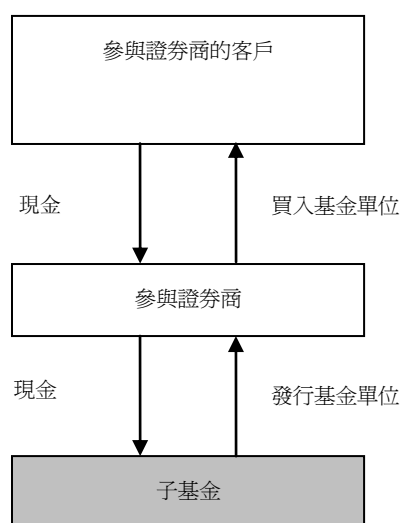 參與證券商的客戶
現金
買入基金單位
參與證券商
現金
發行基金單位
子基金